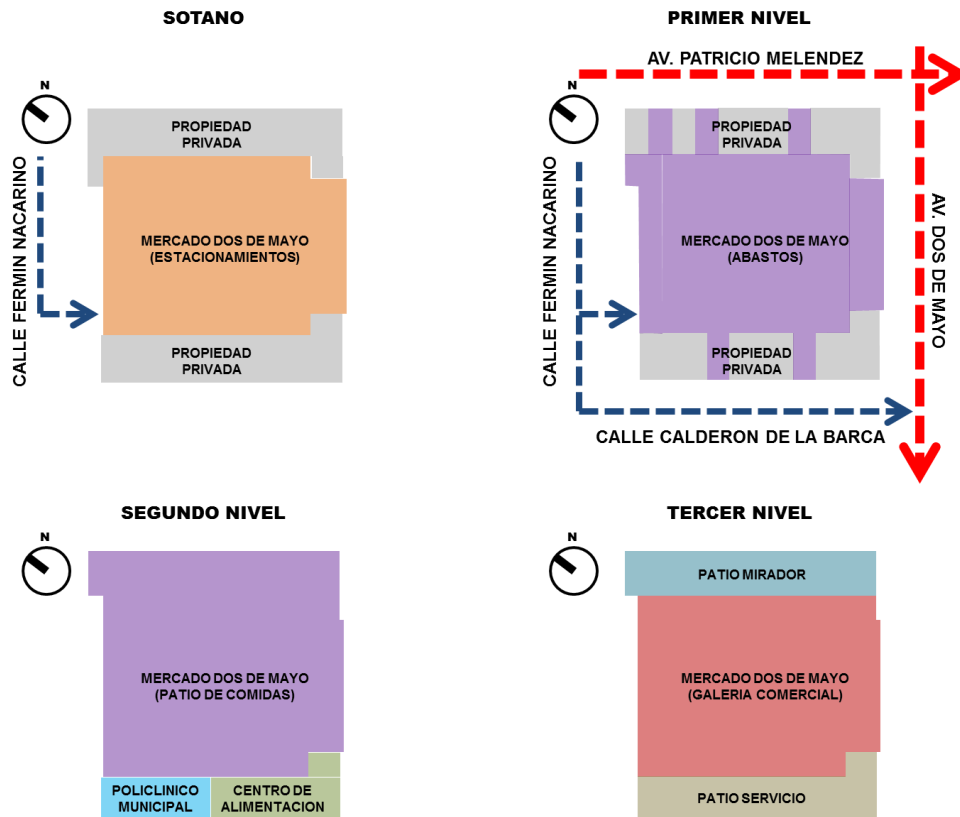 SOTANO
N
PROPIEDAD
PRIVADA
CALLE FERMIN NACARINO
MERCADO DOS DE MAYO
(ESTACIONAMIENTOS)
PROPIEDAD
PRIVADA
PRIMER NIVEL
AV. PATRICIO MELENDEZ
N
PROPIEDAD
PRIVADA
CALLE FERMIN NACARINO
MERCADO DOS DE MAYO
(ABASTOS)
AV. DOS DE MAYO
PROPIEDAD
PRIVADA
CALLE CALDERON DE LA BARCA
SEGUNDO NIVEL
N
MERCADO DOS DE MAYO
(PATIO DE COMIDAS)
POLICLINICO
MUNICIPAL
CENTRO DE
ALIMENTACION
TERCER NIVEL
N
PATIO MIRADOR
MERCADO DOS DE MAYO
(GALERIA COMERCIAL)
PATIO SERVICIO